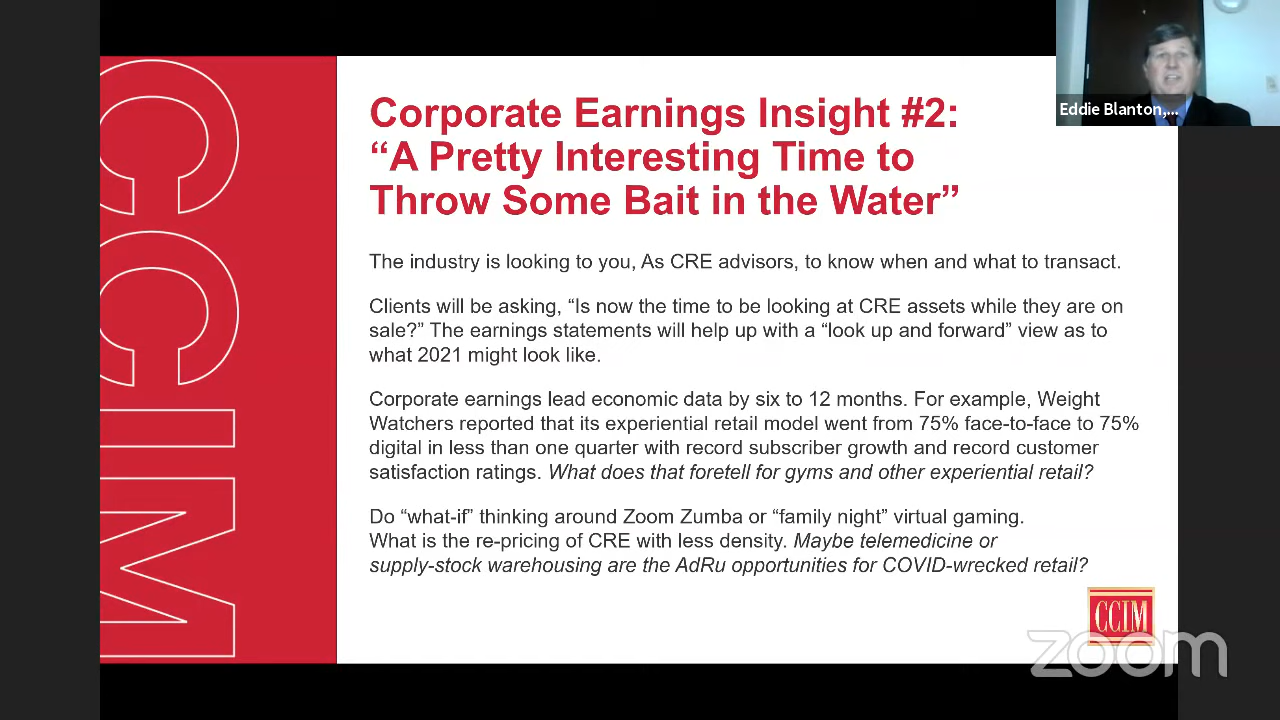 CCIM
Eddie Blanton,...
Corporate Earnings Insight #2:
“A Pretty Interesting Time to
Throw Some Bait in the Water”
The industry is looking to you, As CRE advisors, to know when and what to transact.
Clients will be asking, “Is now the time to be looking at CRE assets while they are on
sale?” The earnings statements will help up with a “look up and forward” view as to
what 2021 might look like.
Corporate earnings lead economic data by six to 12 months. For example, Weight
Watchers reported that its experiential retail model went from 75% face-to-face to 75%
digital in less than one quarter with record subscriber growth and record customer
satisfaction ratings. What does that foretell for gyms and other experiential retail?
Do “what-if” thinking around Zoom Zumba or “family night” virtual gaming.
What is the re-pricing of CRE with less density. Maybe telemedicine or
supply-stock warehousing are the AdRu opportunities for COVID-wrecked retail?
CCIM
zoom